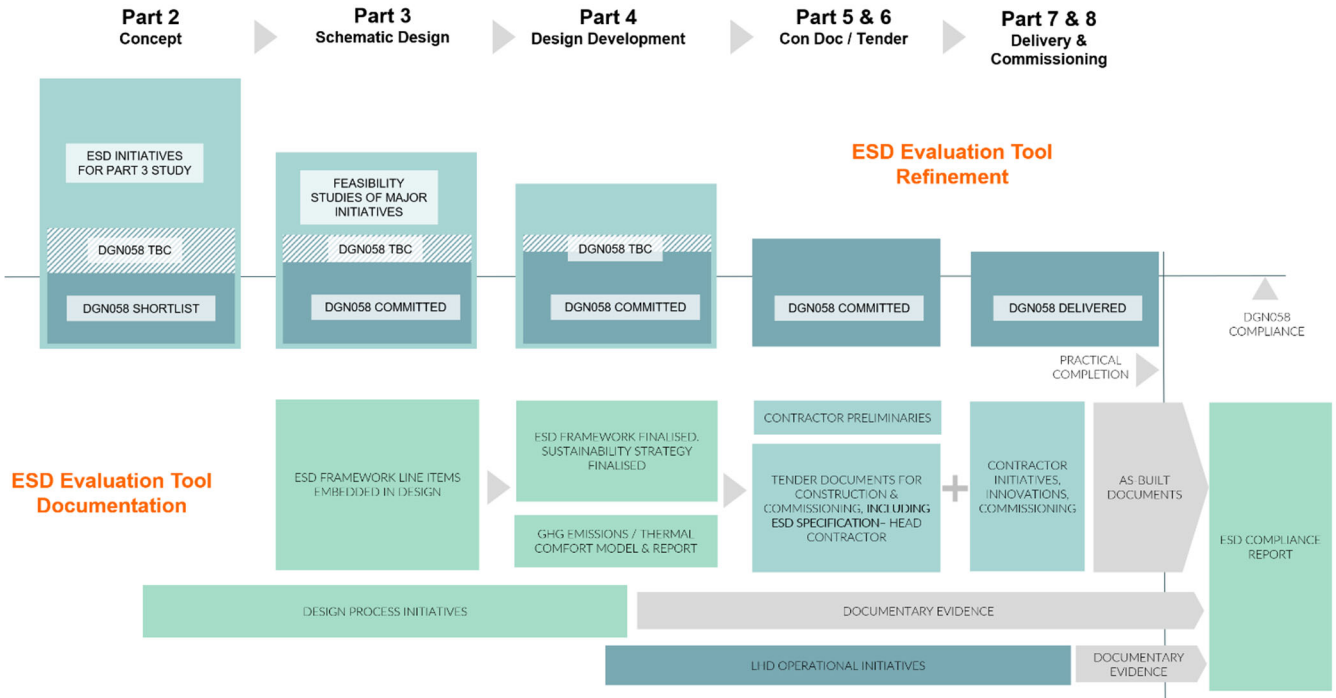 Part 2
Concept
Part 3
Schematic Design
Part 4
Design Development
Part 5 & 6
Con Doc / Tender
Part 7 & 8
Delivery &
Commissioning
ESD INITIATIVES
FOR PART 3 STUDY
DGN058 TBC
DGN058 SHORTLIST
FEASIBILITY
STUDIES OF MAJOR
INITIATIVES
DGN058 TBC
DGN058 COMMITTED
DGN058 TBC
DGN058 COMMITTED
ESD Evaluation Tool
Refinement
DGN058 COMMITTED
DGN058 DELIVERED
DGN058
COMPLIANCE
PRACTICAL
COMPLETION
ESD Evaluation Tool
Documentation
ESD FRAMEWORK LINE ITEMS
EMBEDDED IN DESIGN
ESD FRAMEWORK FINALISED.
SUSTAINABILITY STRATEGY
FINALISED
GHG EMISSIONS / THERMAL
COMFORT MODEL & REPORT
CONTRACTOR PRELIMINARIES
TENDER DOCUMENTS FOR
CONSTRUCTION &
COMMISSIONING, INCLUDING
ESD SPECIFICATION– HEAD
CONTRACTOR
+
CONTRACTOR
INITIATIVES,
INNOVATIONS,
COMMISSIONING
AS-BUILT
DOCUMENTS
ESD COMPLIANCE
REPORT
DESIGN PROCESS INITIATIVES
DOCUMENTARY EVIDENCE
LHD OPERATIONAL INITIATIVES
DOCUMENTARY
EVIDENCE